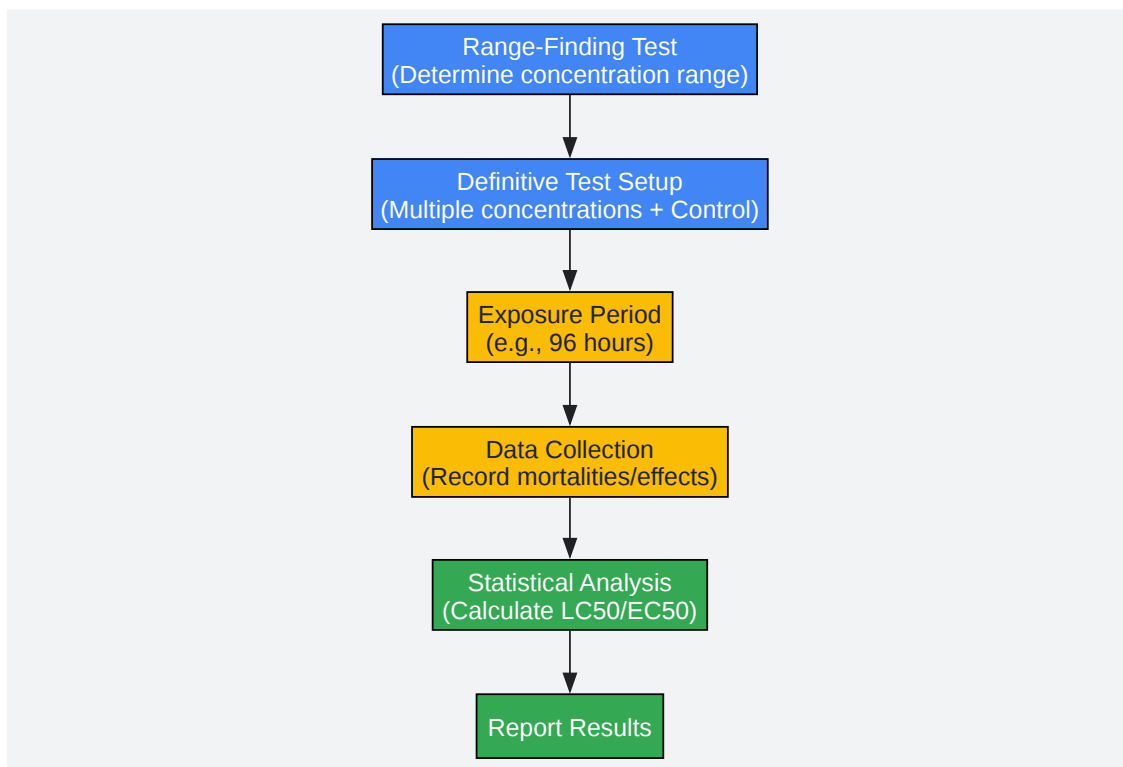 Range-Finding Test
(Determine concentration range)
Definitive Test Setup
(Multiple concentrations + Control)
Exposure Period
(e.g., 96 hours)
Data Collection
(Record mortalities/effects)
Statistical Analysis
(Calculate LC50/EC50)
Report Results